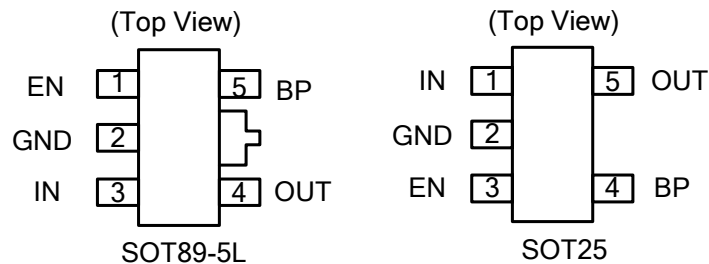 (Top View) (Top View)
EN 1 5 BP IN 1 5 OUT
GND 2 GND 2
IN 3 4 OUT EN 3 4 BP
SOT89-5L SOT25